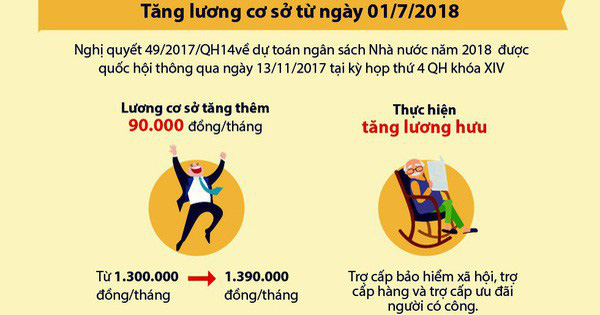 Tăng lương cơ sở từ ngày 01/7/2018
Nghị quyết 49/2017/QH14về dự toán ngân sách Nhà nước năm 2018 được
quốc hội thông qua ngày 13/11/2017 tại kỳ họp thứ 4 QH khóa XIV
Lương cơ sở tăng thêm
90.000 đồng/tháng
Từ 1.300.000
đồng/tháng
1.390.000
đồng/tháng
Thực hiện
tăng lương hưu
Trợ cấp bảo hiểm xã hội, trợ
cấp hàng và trợ cấp ưu đãi
người có công.